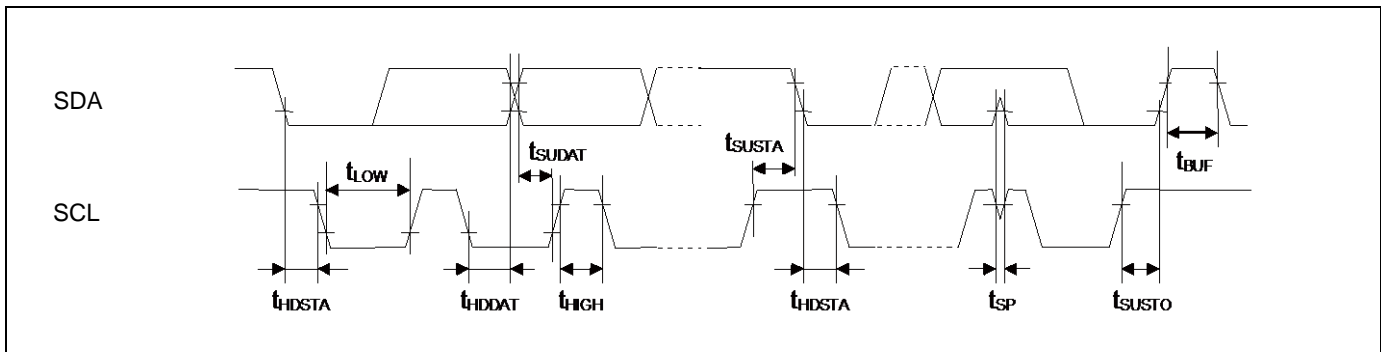 SDA
tSUDAT
tSUSTA
tLOW
tBUF
SCL
tHDSTA
tHDDAT
tHIGH
tHDSTA
tSP
tSUSTO